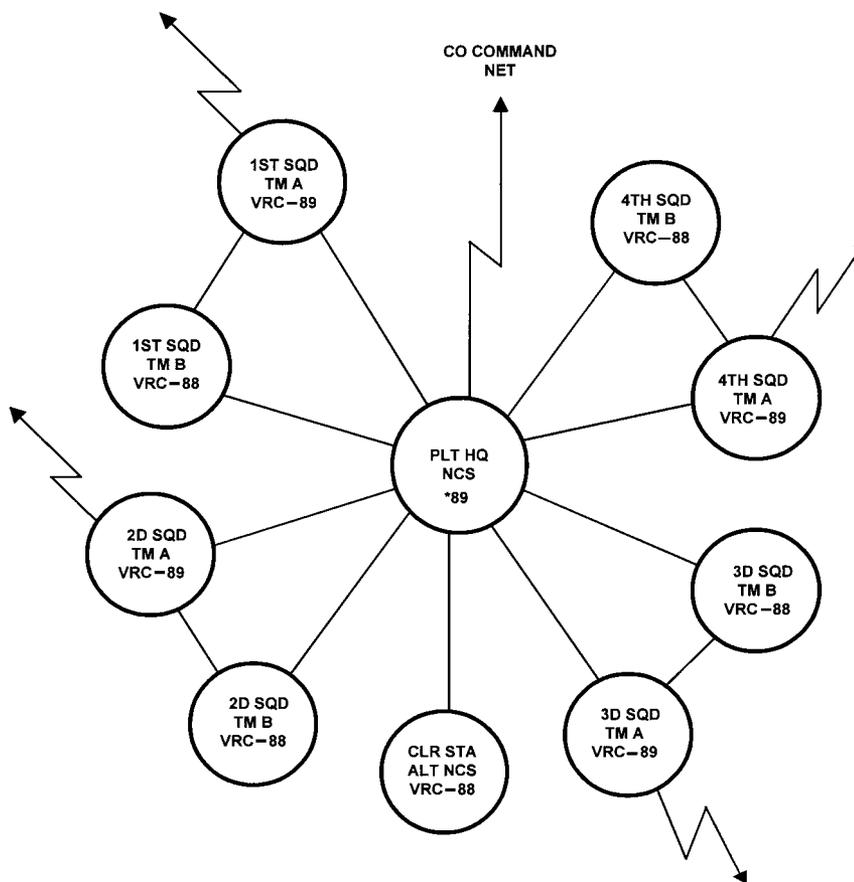 CO COMMAND
NET
1ST SQD
TM A
VRC-89
4TH SQD
TM B
VRC-88
1ST SQD
TM B
VRC-88
4TH SQD
TM A
VRC-89
PLT HQ
NCS
*89
2D SQD
TM A
VRC-89
3D SQD
TM B
VRC-88
2D SQD
TM B
VRC-88
CLR STA
ALT NCS
VRC-88
3D SQD
TM A
VRC-89